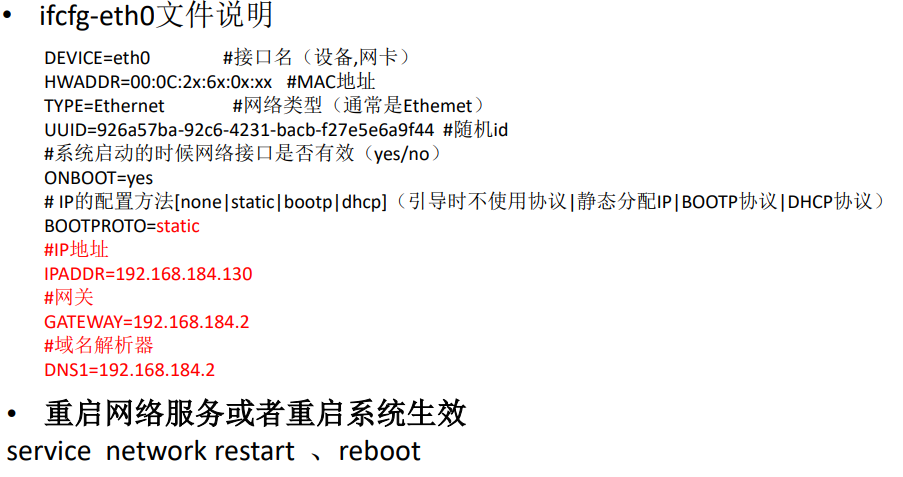 • ifcfg-eth0文件说明
DEVICE=eth0 #接口名（设备,网卡）
HWADDR=00:0C:2x:6x:0x:xx #MAC地址
TYPE=Ethernet #网络类型（通常是Ethemet）
UUID=926a57ba-92c6-4231-bacb-f27e5e6a9f44 #随机id
#系统启动的时候网络接口是否有效（yes/no）
ONBOOT=yes
# IP的配置方法[none|static|bootp|dhcp]（引导时不使用协议|静态分配IP|BOOTP协议|DHCP协议）
BOOTPROTO=static
#IP地址
IPADDR=192.168.184.130
#网关
GATEWAY=192.168.184.2
#域名解析器
DNS1=192.168.184.2
• 重启网络服务或者重启系统生效
service network restart 、reboot